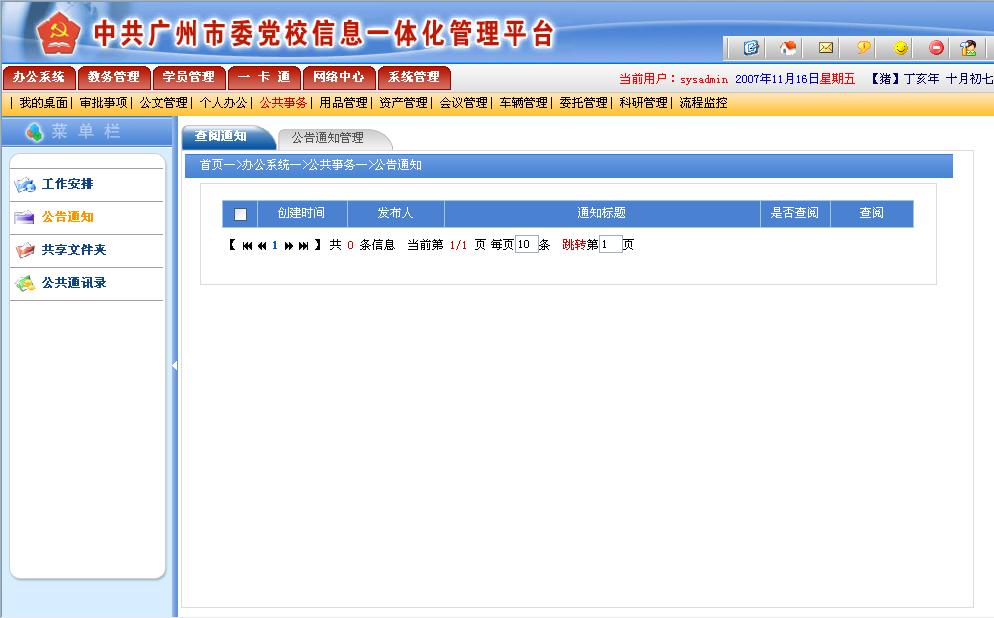 中共广州市委党校信息一体化管理平台
办公系统 教务管理 学员管理 一 卡 通 网络中心 系统管理
当前用户：sysadmin 2007年11月16日星期五 【猪】丁亥年 十月初七
| 我的桌面| 审批事项| 公文管理| 个人办公| 公共事务| 用品管理| 资产管理| 会议管理| 车辆管理| 委托管理| 科研管理| 流程监控
菜 单 栏
工作安排
公告通知
共享文件夹
公共通讯录
查阅通知 公告通知管理
首页—>办公系统—>公共事务—>公告通知
创建时间 发布人 通知标题 是否查阅 查阅
【 1 】 共 0 条信息 当前第 1/1 页 每页10条 跳转第1页